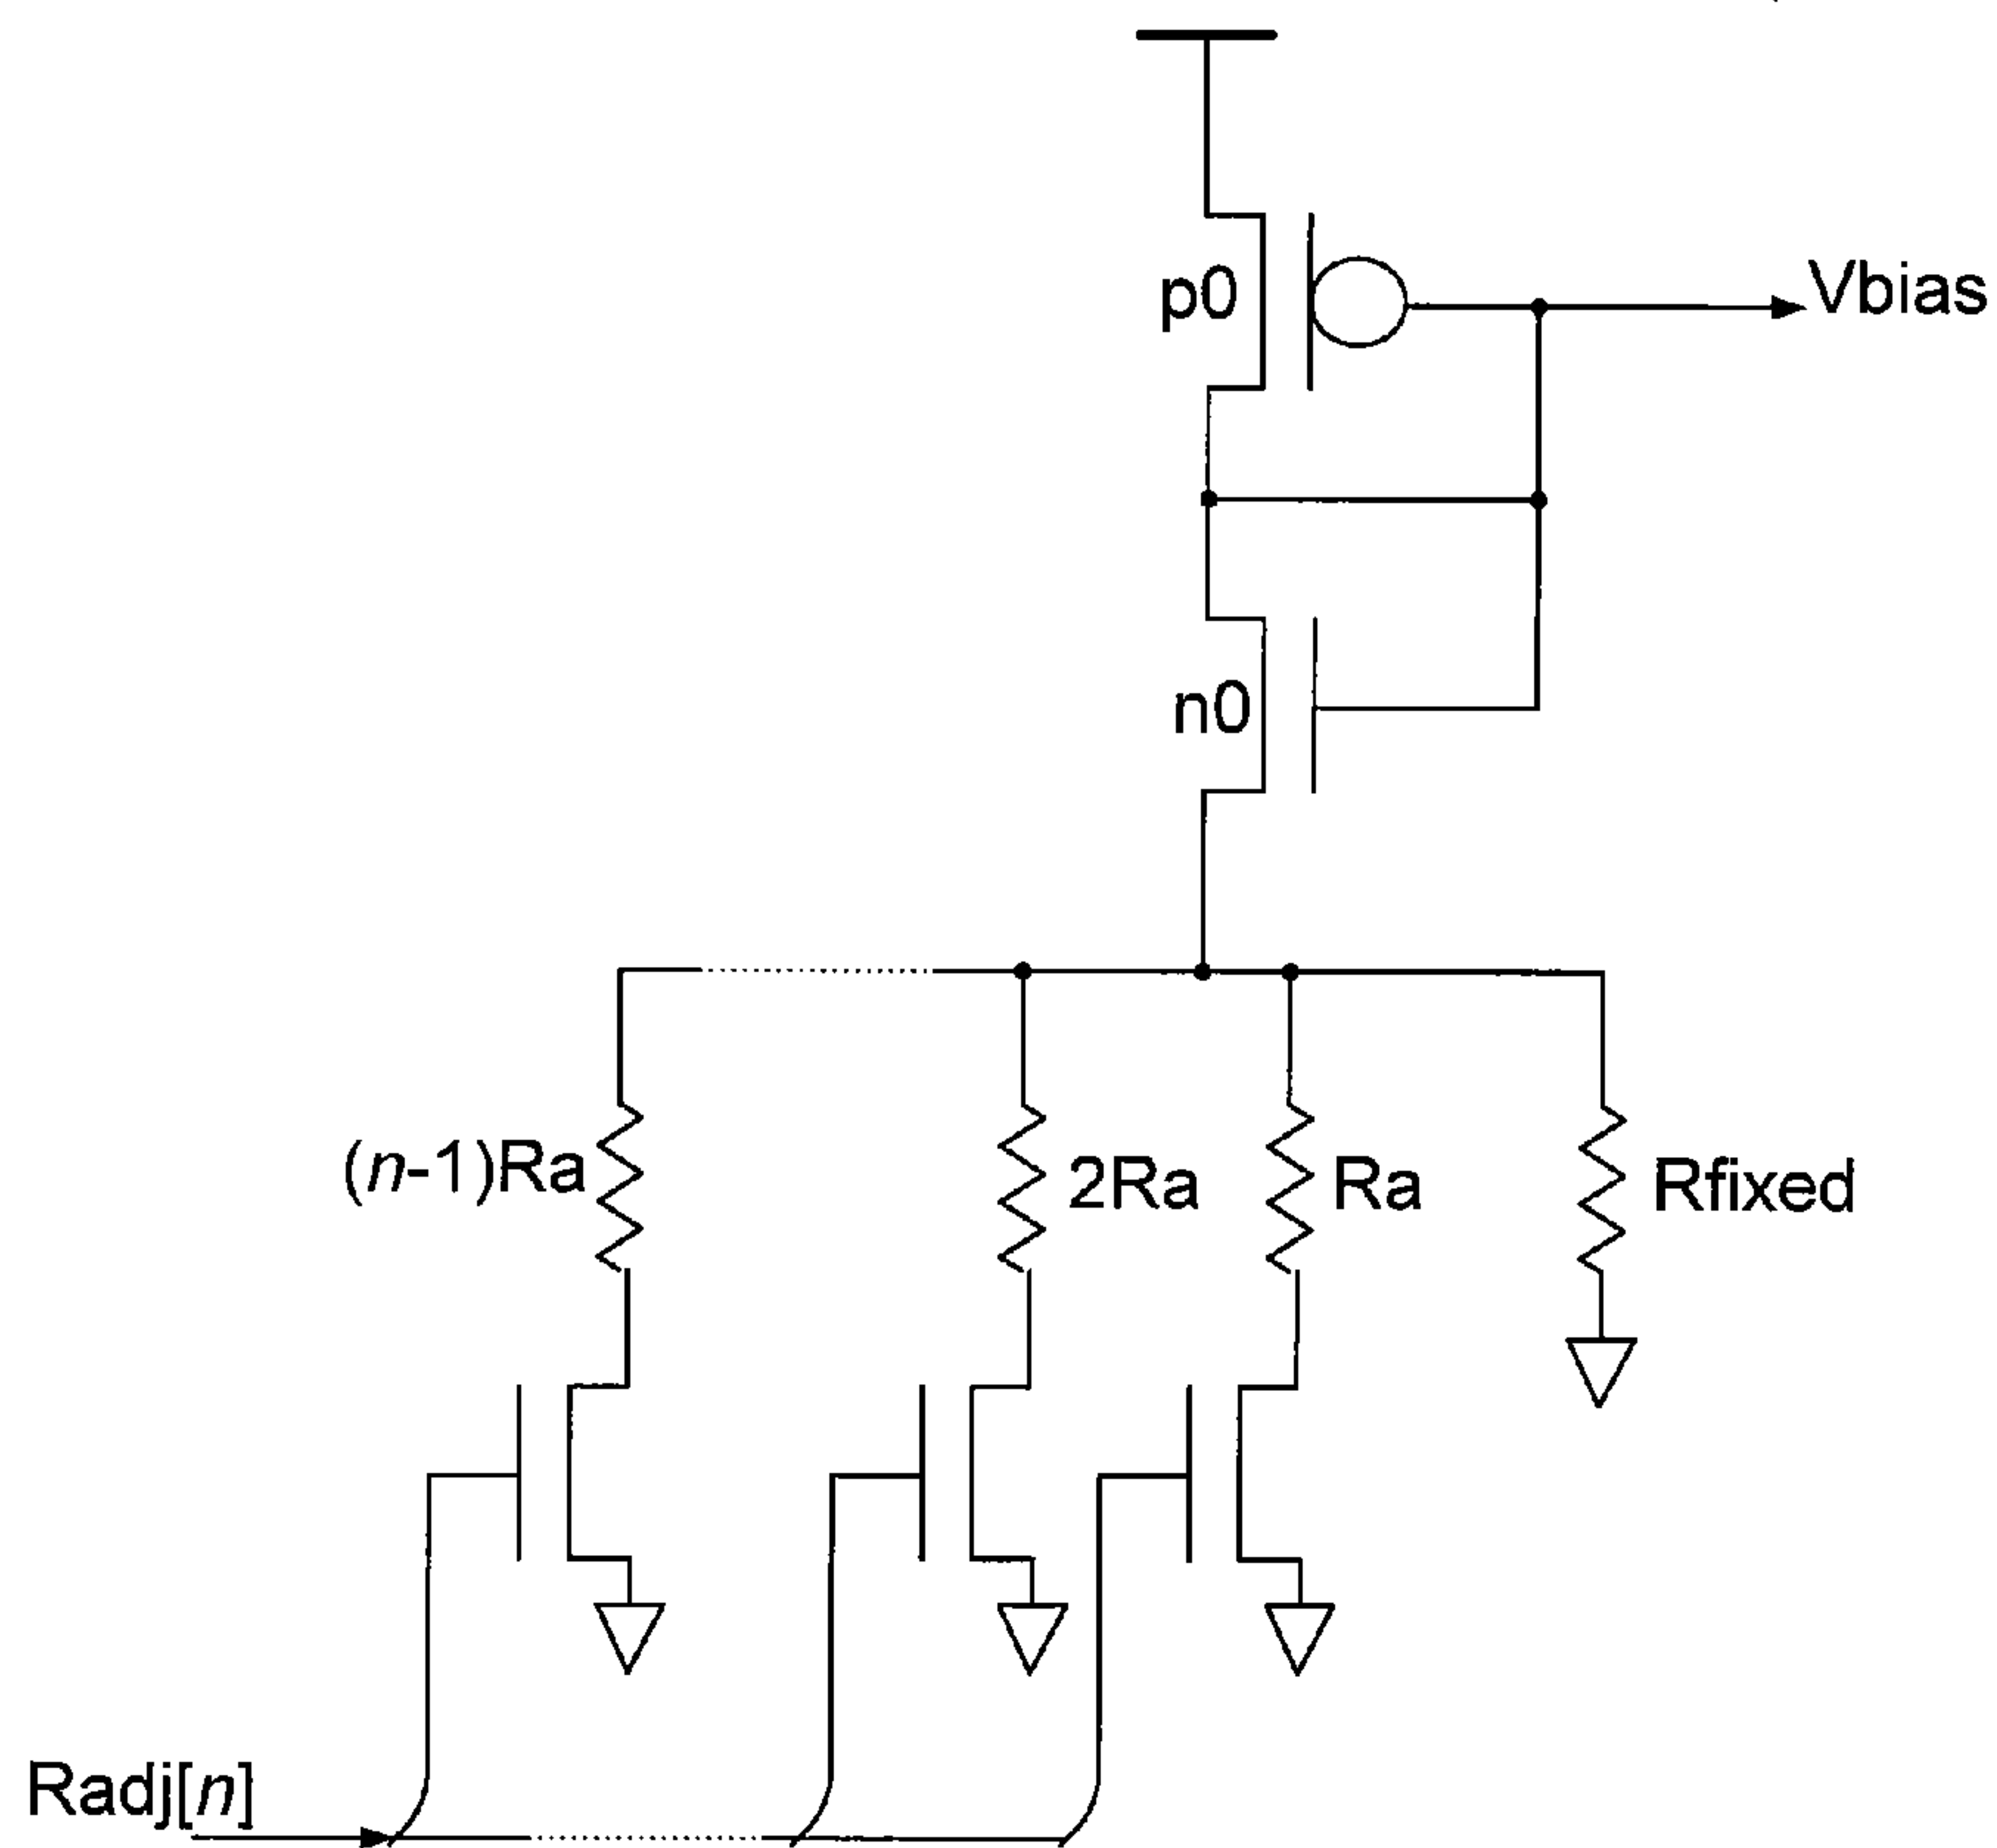 p0
Vbias
n0
(n-1)Ra
2Ra
Ra
Rfixed
Radj[n]